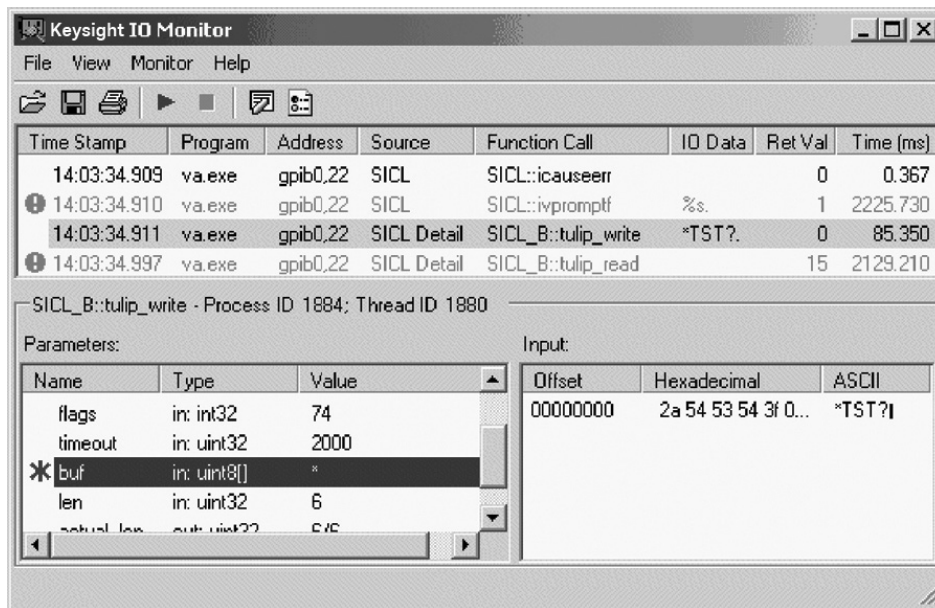 Keysight IO Monitor
File View Monitor Help
Time Stamp Program Address Source Function Call IO Data Ret Val Time (ms)
14:03:34.909 va.exe gpib0,22 SICL SICL::icauseerr 0 0.367
14:03:34.910 va.exe gpib0,22 SICL SICL::ivpromptf %s. 1 2225.730
14:03:34.911 va.exe gpib0,22 SICL Detail SICL_B::tulip_write *TST?. 0 85.350
14:03:34.997 va.exe gpib0,22 SICL Detail SICL_B::tulip_read 15 2129.210
SICL_B::tulip_write - Process ID 1884; Thread ID 1880
Parameters: Input:
Name Type Value Offset Hexadecimal ASCII
flags in: int32 74 00000000 2a 54 53 54 3f 0... *TST?
timeout in: uint32 2000
buf in: uint8[] *
len in: uint32 6
actual_len out: uint32 6/6